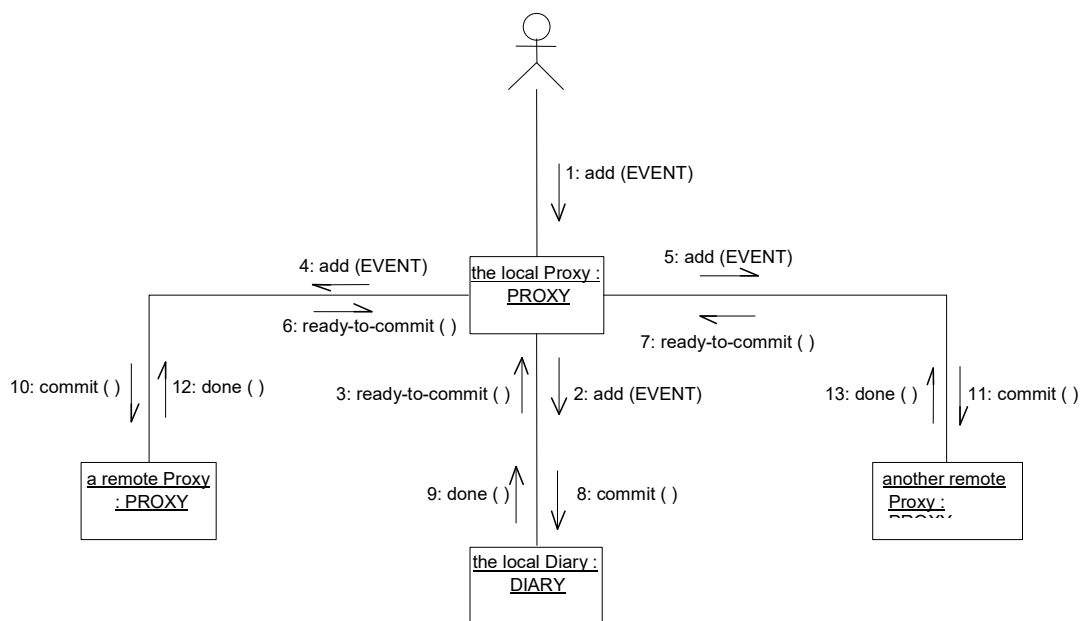 1: add (EVENT)
5: add (EVENT)
4: add (EVENT)
the local Proxy :
PROXY
6: ready-to-commit ( )
7: ready-to-commit ( )
10: commit ( )
12: done ( )
3: ready-to-commit ( )
2: add (EVENT)
13: done ( )
11: commit ( )
a remote Proxy
: PROXY
9: done ( )
8: commit ( )
another remote
Proxy :
PROXY
the local Diary :
DIARY